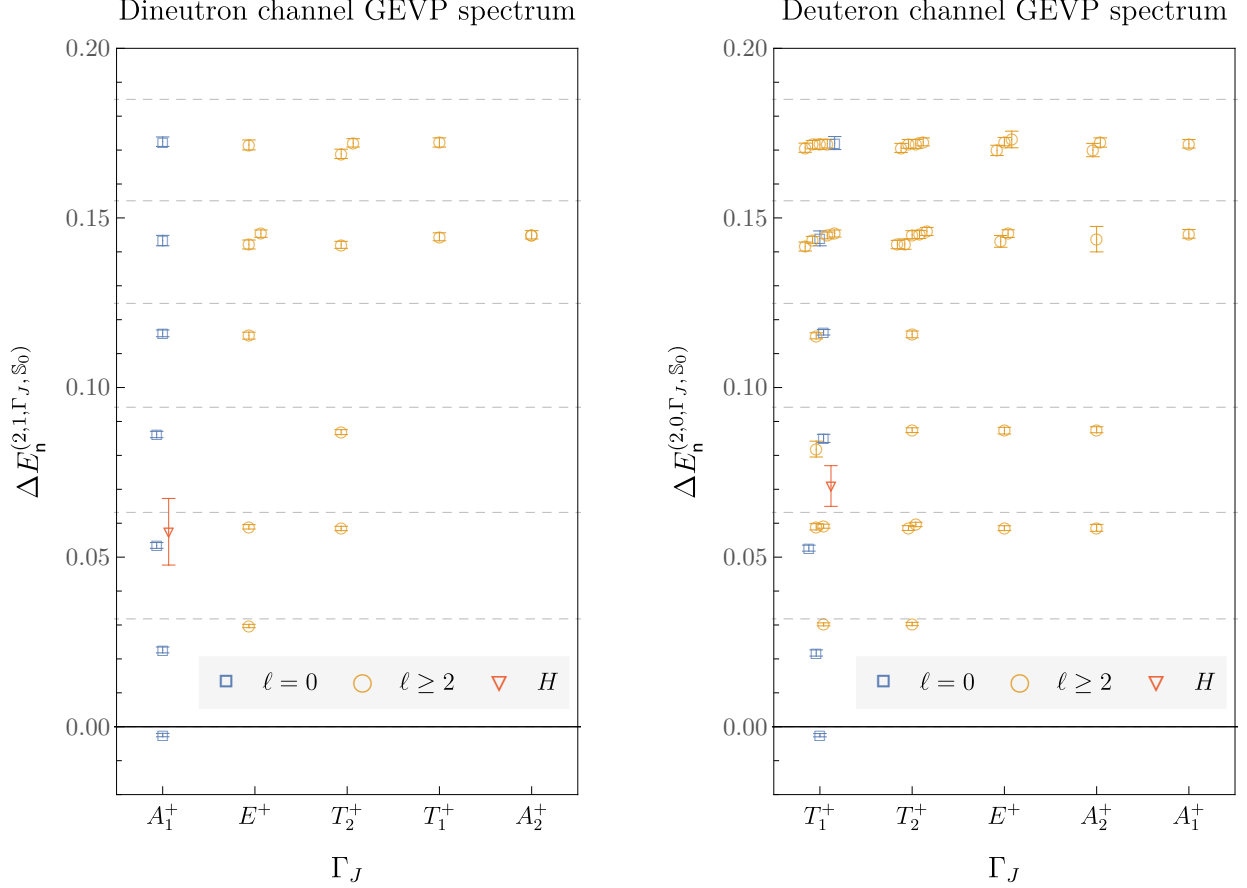 Dineutron channel GEVP spectrum
ΔE_n^(2,1,Γ_J,𝕊_0)
0.20
0.15
0.10
0.05
0.00
ℓ = 0 ℓ ≥ 2 H
A_1^+ E^+ T_2^+ T_1^+ A_2^+
Γ_J
Deuteron channel GEVP spectrum
ΔE_n^(2,0,Γ_J,𝕊_0)
0.20
0.15
0.10
0.05
0.00
ℓ = 0 ℓ ≥ 2 H
T_1^+ T_2^+ E^+ A_2^+ A_1^+
Γ_J